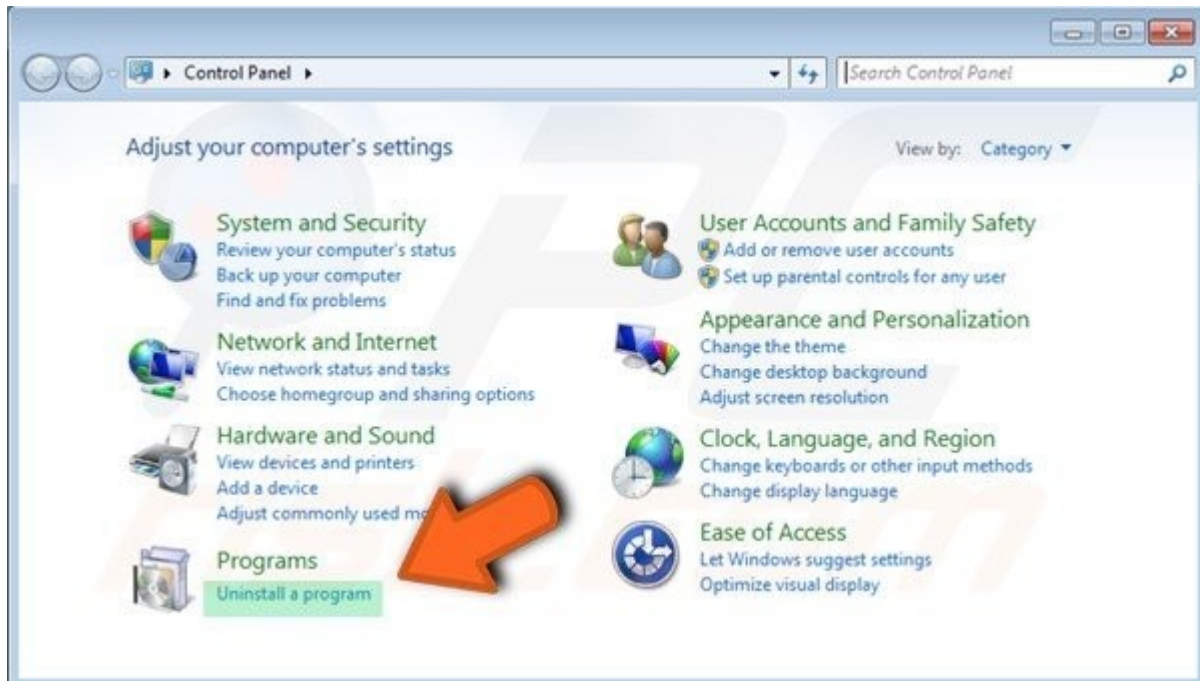 Control Panel
Search Control Panel
Adjust your computer's settings
View by: Category
System and Security
Review your computer's status
Back up your computer
Find and fix problems
Network and Internet
View network status and tasks
Choose homegroup and sharing options
Hardware and Sound
View devices and printers
Add a device
Adjust commonly used
Programs
Uninstall a program
User Accounts and Family Safety
Add or remove user accounts
Set up parental controls for any user
Appearance and Personalization
Change the theme
Change desktop background
Adjust screen resolution
Clock, Language, and Region
Change keyboards or other input methods
Change display language
Ease of Access
Let Windows suggest settings
Optimize visual display